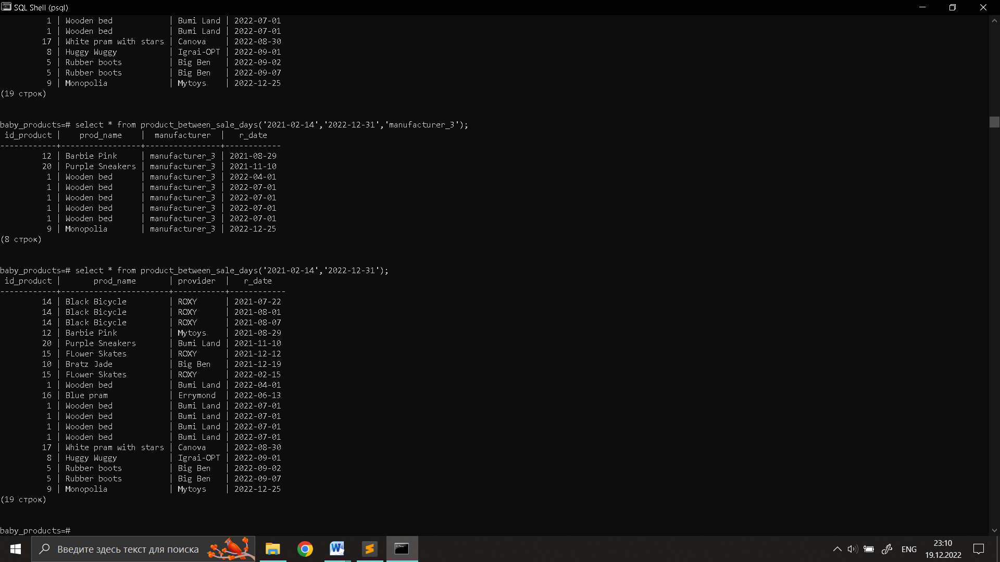 SQL Shell (psql)
1 | Wooden bed | Bumi Land | 2022-07-01
1 | Wooden bed | Bumi Land | 2022-07-01
17 | White pram with stars | Canova | 2022-08-30
8 | Huggy Wuggy | Igrai-OPT | 2022-09-01
5 | Rubber boots | Big Ben | 2022-09-02
5 | Rubber boots | Big Ben | 2022-09-07
9 | Monopolia | Mytoys | 2022-12-25
(19 строк)
baby_products=# select * from product_between_sale_days('2021-02-14','2022-12-31','manufacturer_3');
id_product | prod_name | manufacturer | r_date
------------+-----------------+----------------+------------
12 | Barbie Pink | manufacturer_3 | 2021-08-29
20 | Purple Sneakers | manufacturer_3 | 2021-11-10
1 | Wooden bed | manufacturer_3 | 2022-04-01
1 | Wooden bed | manufacturer_3 | 2022-07-01
1 | Wooden bed | manufacturer_3 | 2022-07-01
1 | Wooden bed | manufacturer_3 | 2022-07-01
1 | Wooden bed | manufacturer_3 | 2022-07-01
9 | Monopolia | manufacturer_3 | 2022-12-25
(8 строк)
baby_products=# select * from product_between_sale_days('2021-02-14','2022-12-31');
id_product | prod_name | provider | r_date
------------+-----------------------+-----------+------------
14 | Black Bicycle | ROXY | 2021-07-22
14 | Black Bicycle | ROXY | 2021-08-01
14 | Black Bicycle | ROXY | 2021-08-07
12 | Barbie Pink | Mytoys | 2021-08-29
20 | Purple Sneakers | Bumi Land | 2021-11-10
15 | FLower Skates | ROXY | 2021-12-12
10 | Bratz Jade | Big Ben | 2021-12-19
15 | FLower Skates | ROXY | 2022-02-15
1 | Wooden bed | Bumi Land | 2022-04-01
16 | Blue pram | Errymond | 2022-06-13
1 | Wooden bed | Bumi Land | 2022-07-01
1 | Wooden bed | Bumi Land | 2022-07-01
1 | Wooden bed | Bumi Land | 2022-07-01
1 | Wooden bed | Bumi Land | 2022-07-01
17 | White pram with stars | Canova | 2022-08-30
8 | Huggy Wuggy | Igrai-OPT | 2022-09-01
5 | Rubber boots | Big Ben | 2022-09-02
5 | Rubber boots | Big Ben | 2022-09-07
9 | Monopolia | Mytoys | 2022-12-25
(19 строк)
baby_products=#
Введите здесь текст для поиска
ENG
23:10
19.12.2022